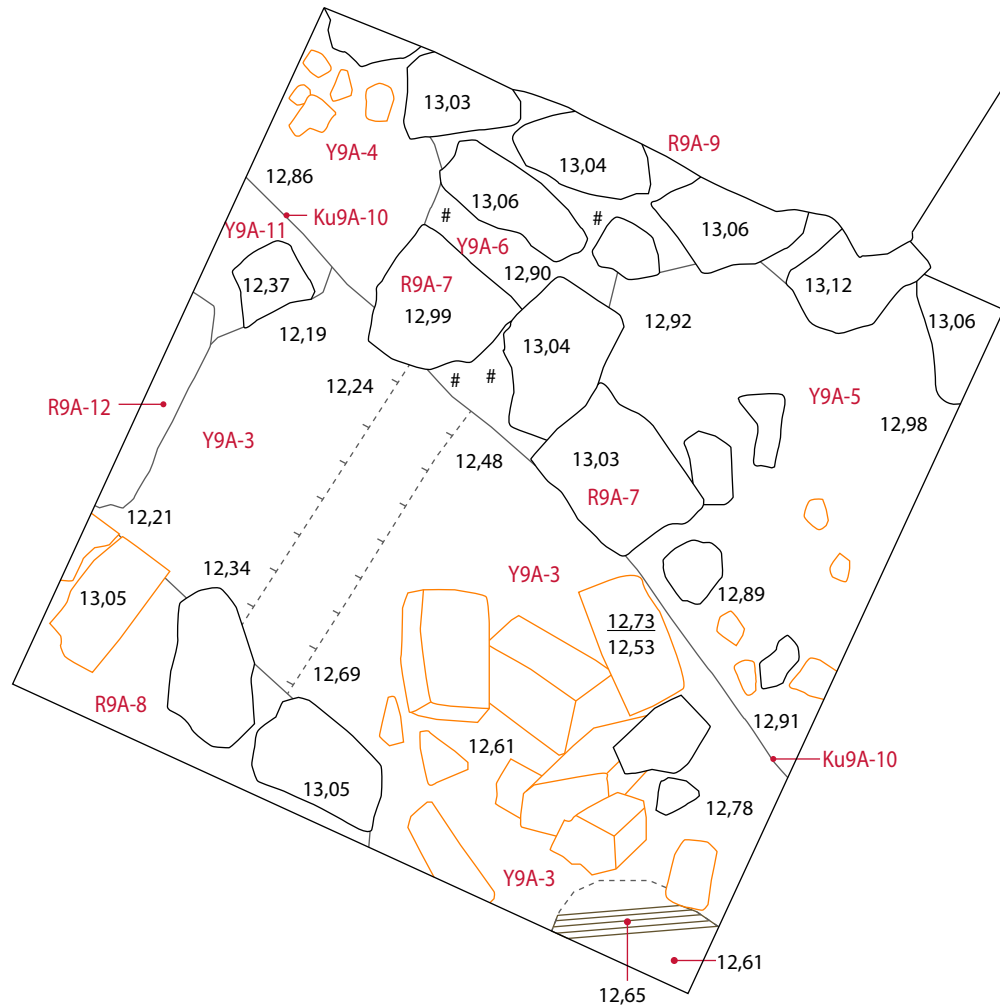 13,03
R9A-9
Y9A-4
13,04
12,86
13,06
Ku9A-10
#
#
Y9A-11
13,06
Y9A-6
12,90
12,37
R9A-7
13,12
12,99
12,92
13,06
12,19
13,04
12,24
#
#
Y9A-5
R9A-12
12,98
Y9A-3
12,48
13,03
R9A-7
12,21
12,34
Y9A-3
13,05
12,89
12,73
12,53
12,69
R9A-8
12,91
12,61
Ku9A-10
13,05
12,78
Y9A-3
12,61
12,65